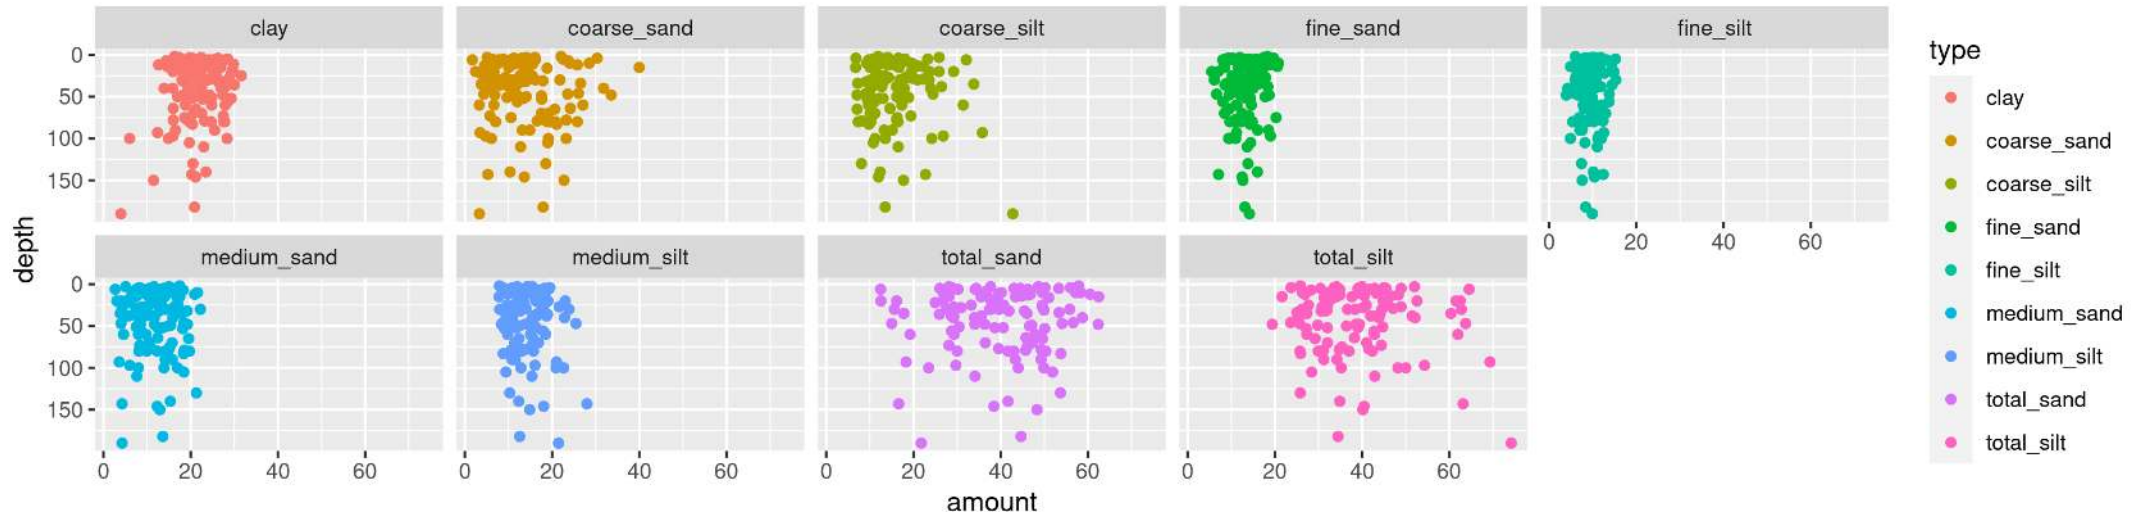 clay coarse_sand coarse_silt fine_sand fine_silt
0
50
100
150
0 20 40 60
medium_sand medium_silt total_sand total_silt
0
50
100
150
0 20 40 60 0 20 40 60 0 20 40 60 0 20 40 60
depth
amount
type
clay
coarse_sand
coarse_silt
fine_sand
fine_silt
medium_sand
medium_silt
total_sand
total_silt